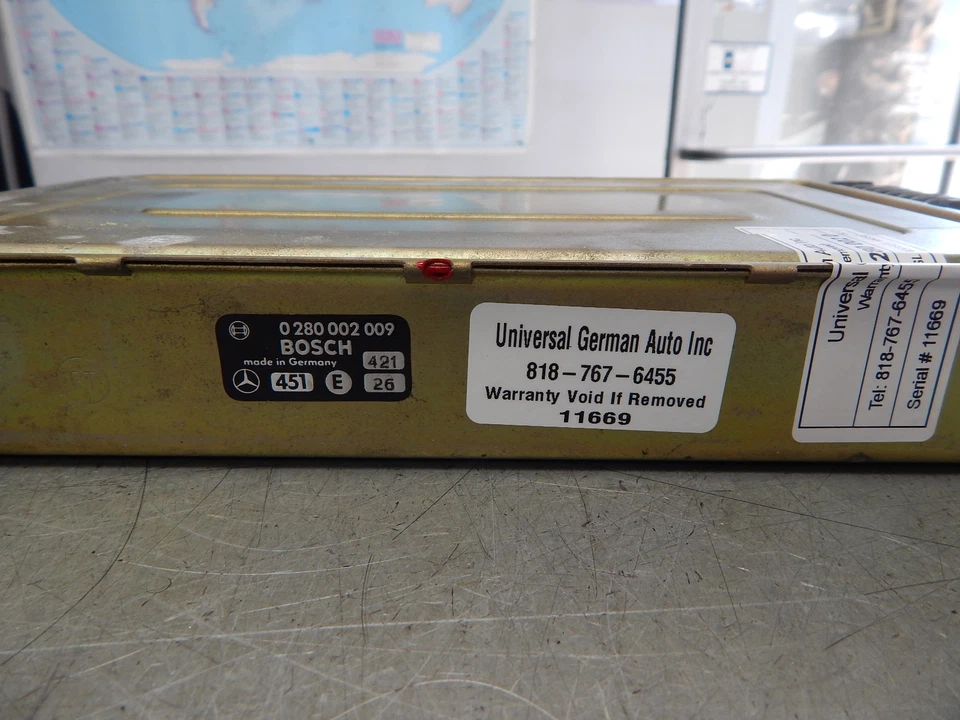 0 280 002 009
BOSCH
made in Germany
421
451 E 26
Universal German Auto Inc
818-767-6455
Warranty Void If Removed
11669
Universal
Warranty
Tel: 818-767-6455
Serial # 11669